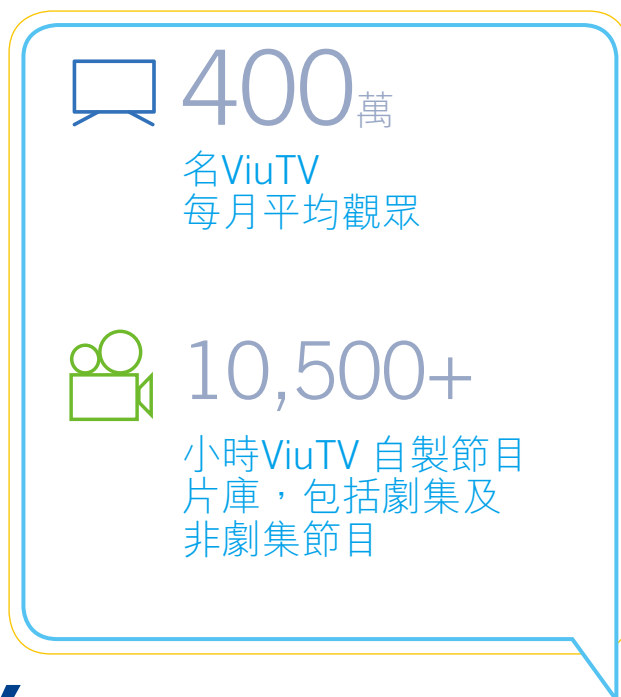 400萬
名ViuTV
每月平均觀眾
10,500+
小時ViuTV 自製節目
片庫，包括劇集及
非劇集節目